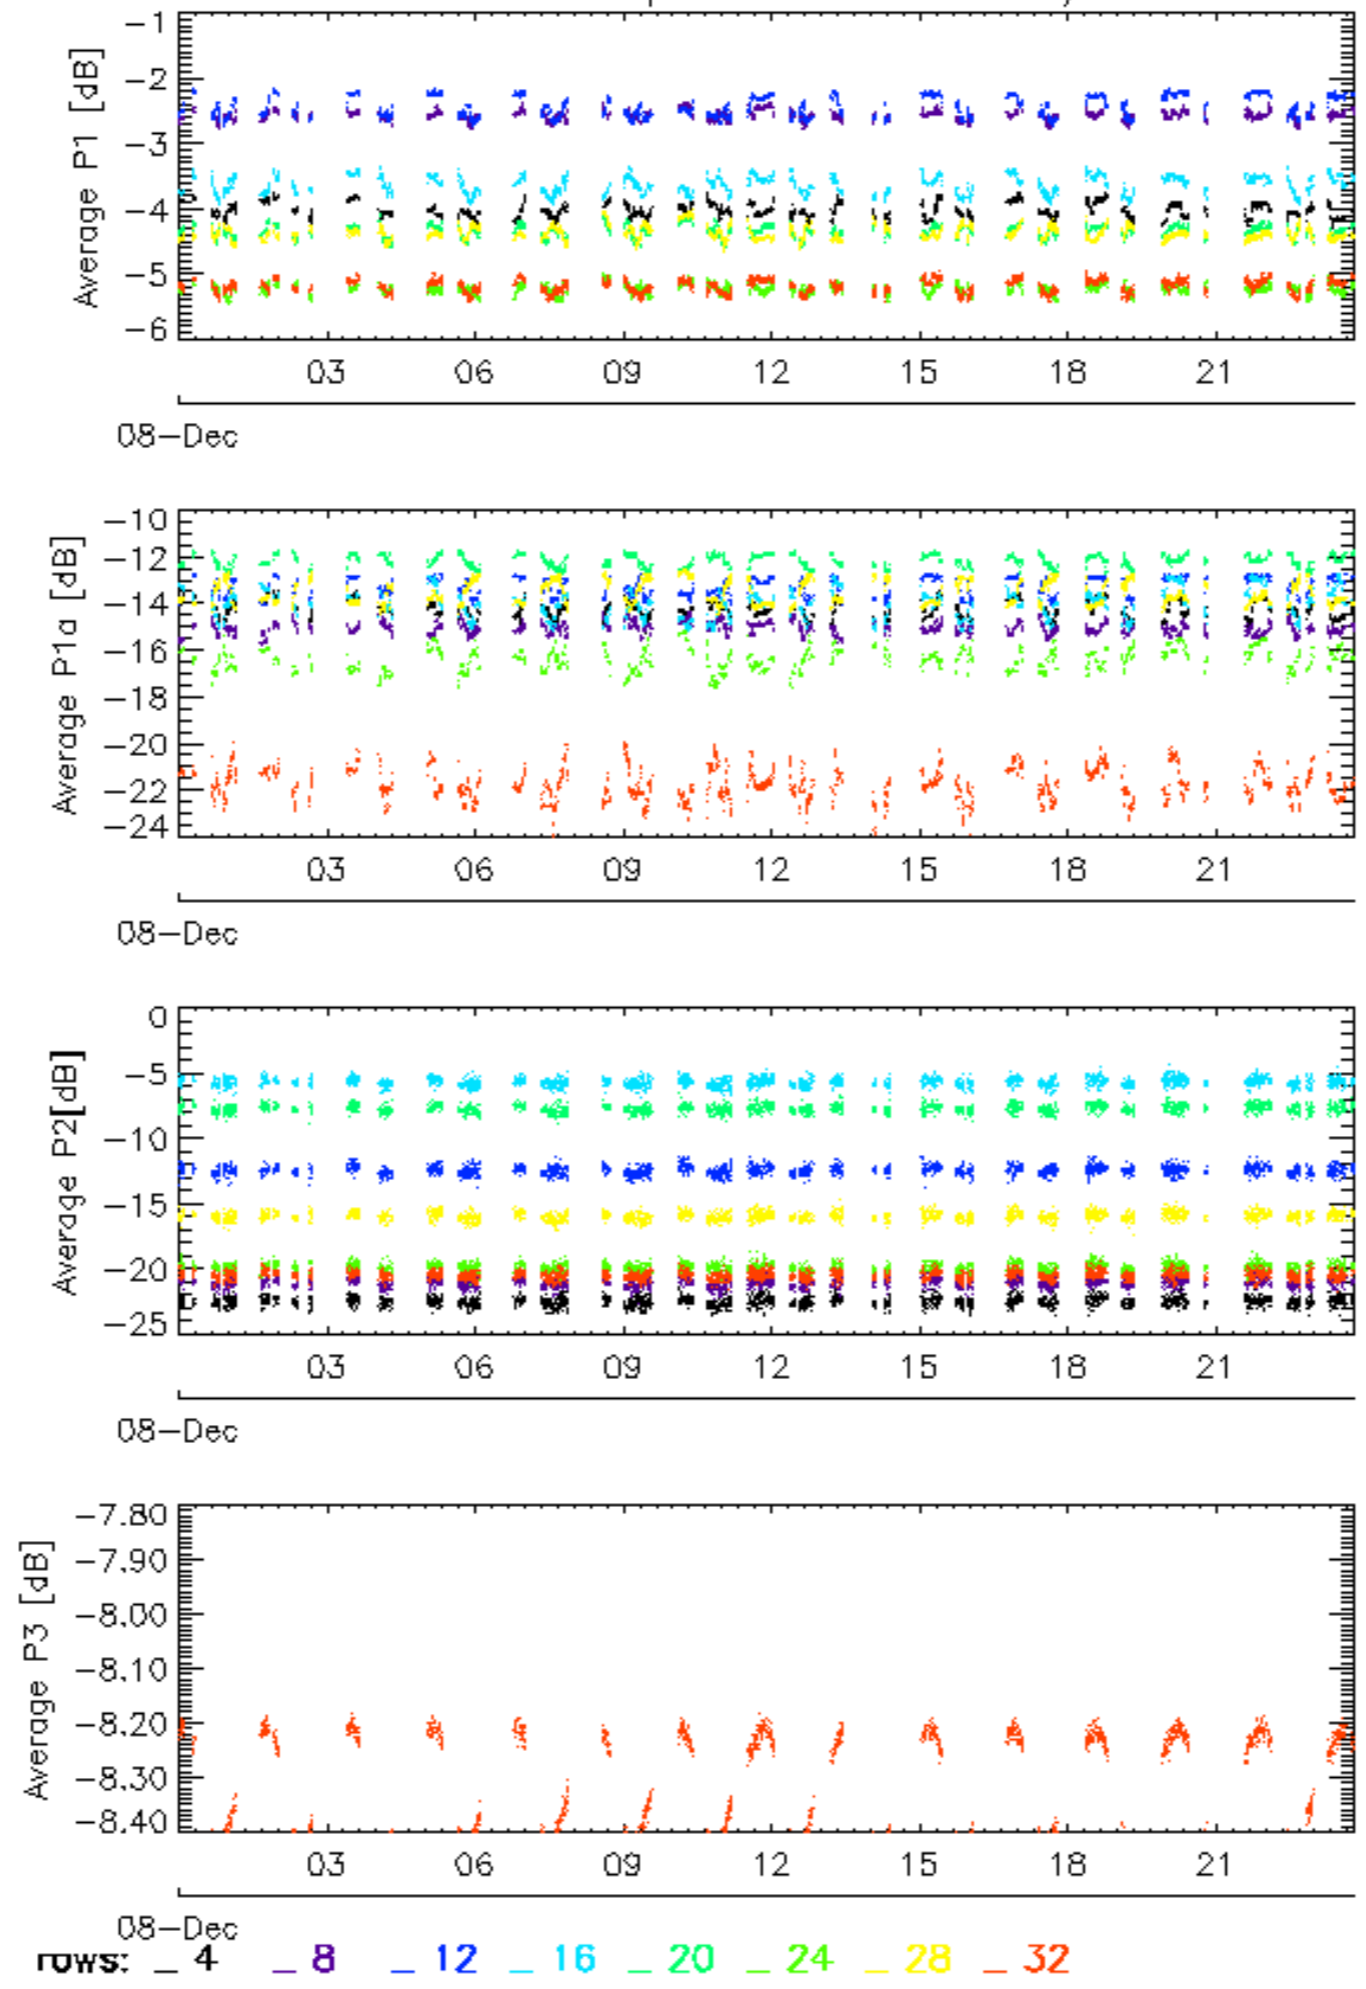 -1
-2
-3
-4
-5
-6
Average P1 [dB]
03 06 09 12 15 18 21
08-Dec
-10
-12
-14
-16
-18
-20
-22
-24
Average P1a [dB]
03 06 09 12 15 18 21
08-Dec
0
-5
-10
-15
-20
-25
Average P2[dB]
03 06 09 12 15 18 21
08-Dec
-7.80
-7.90
-8.00
-8.10
-8.20
-8.30
-8.40
Average P3 [dB]
03 06 09 12 15 18 21
08-Dec
rows: _ 4 _ 8 _ 12 _ 16 _ 20 _ 24 _ 28 _ 32